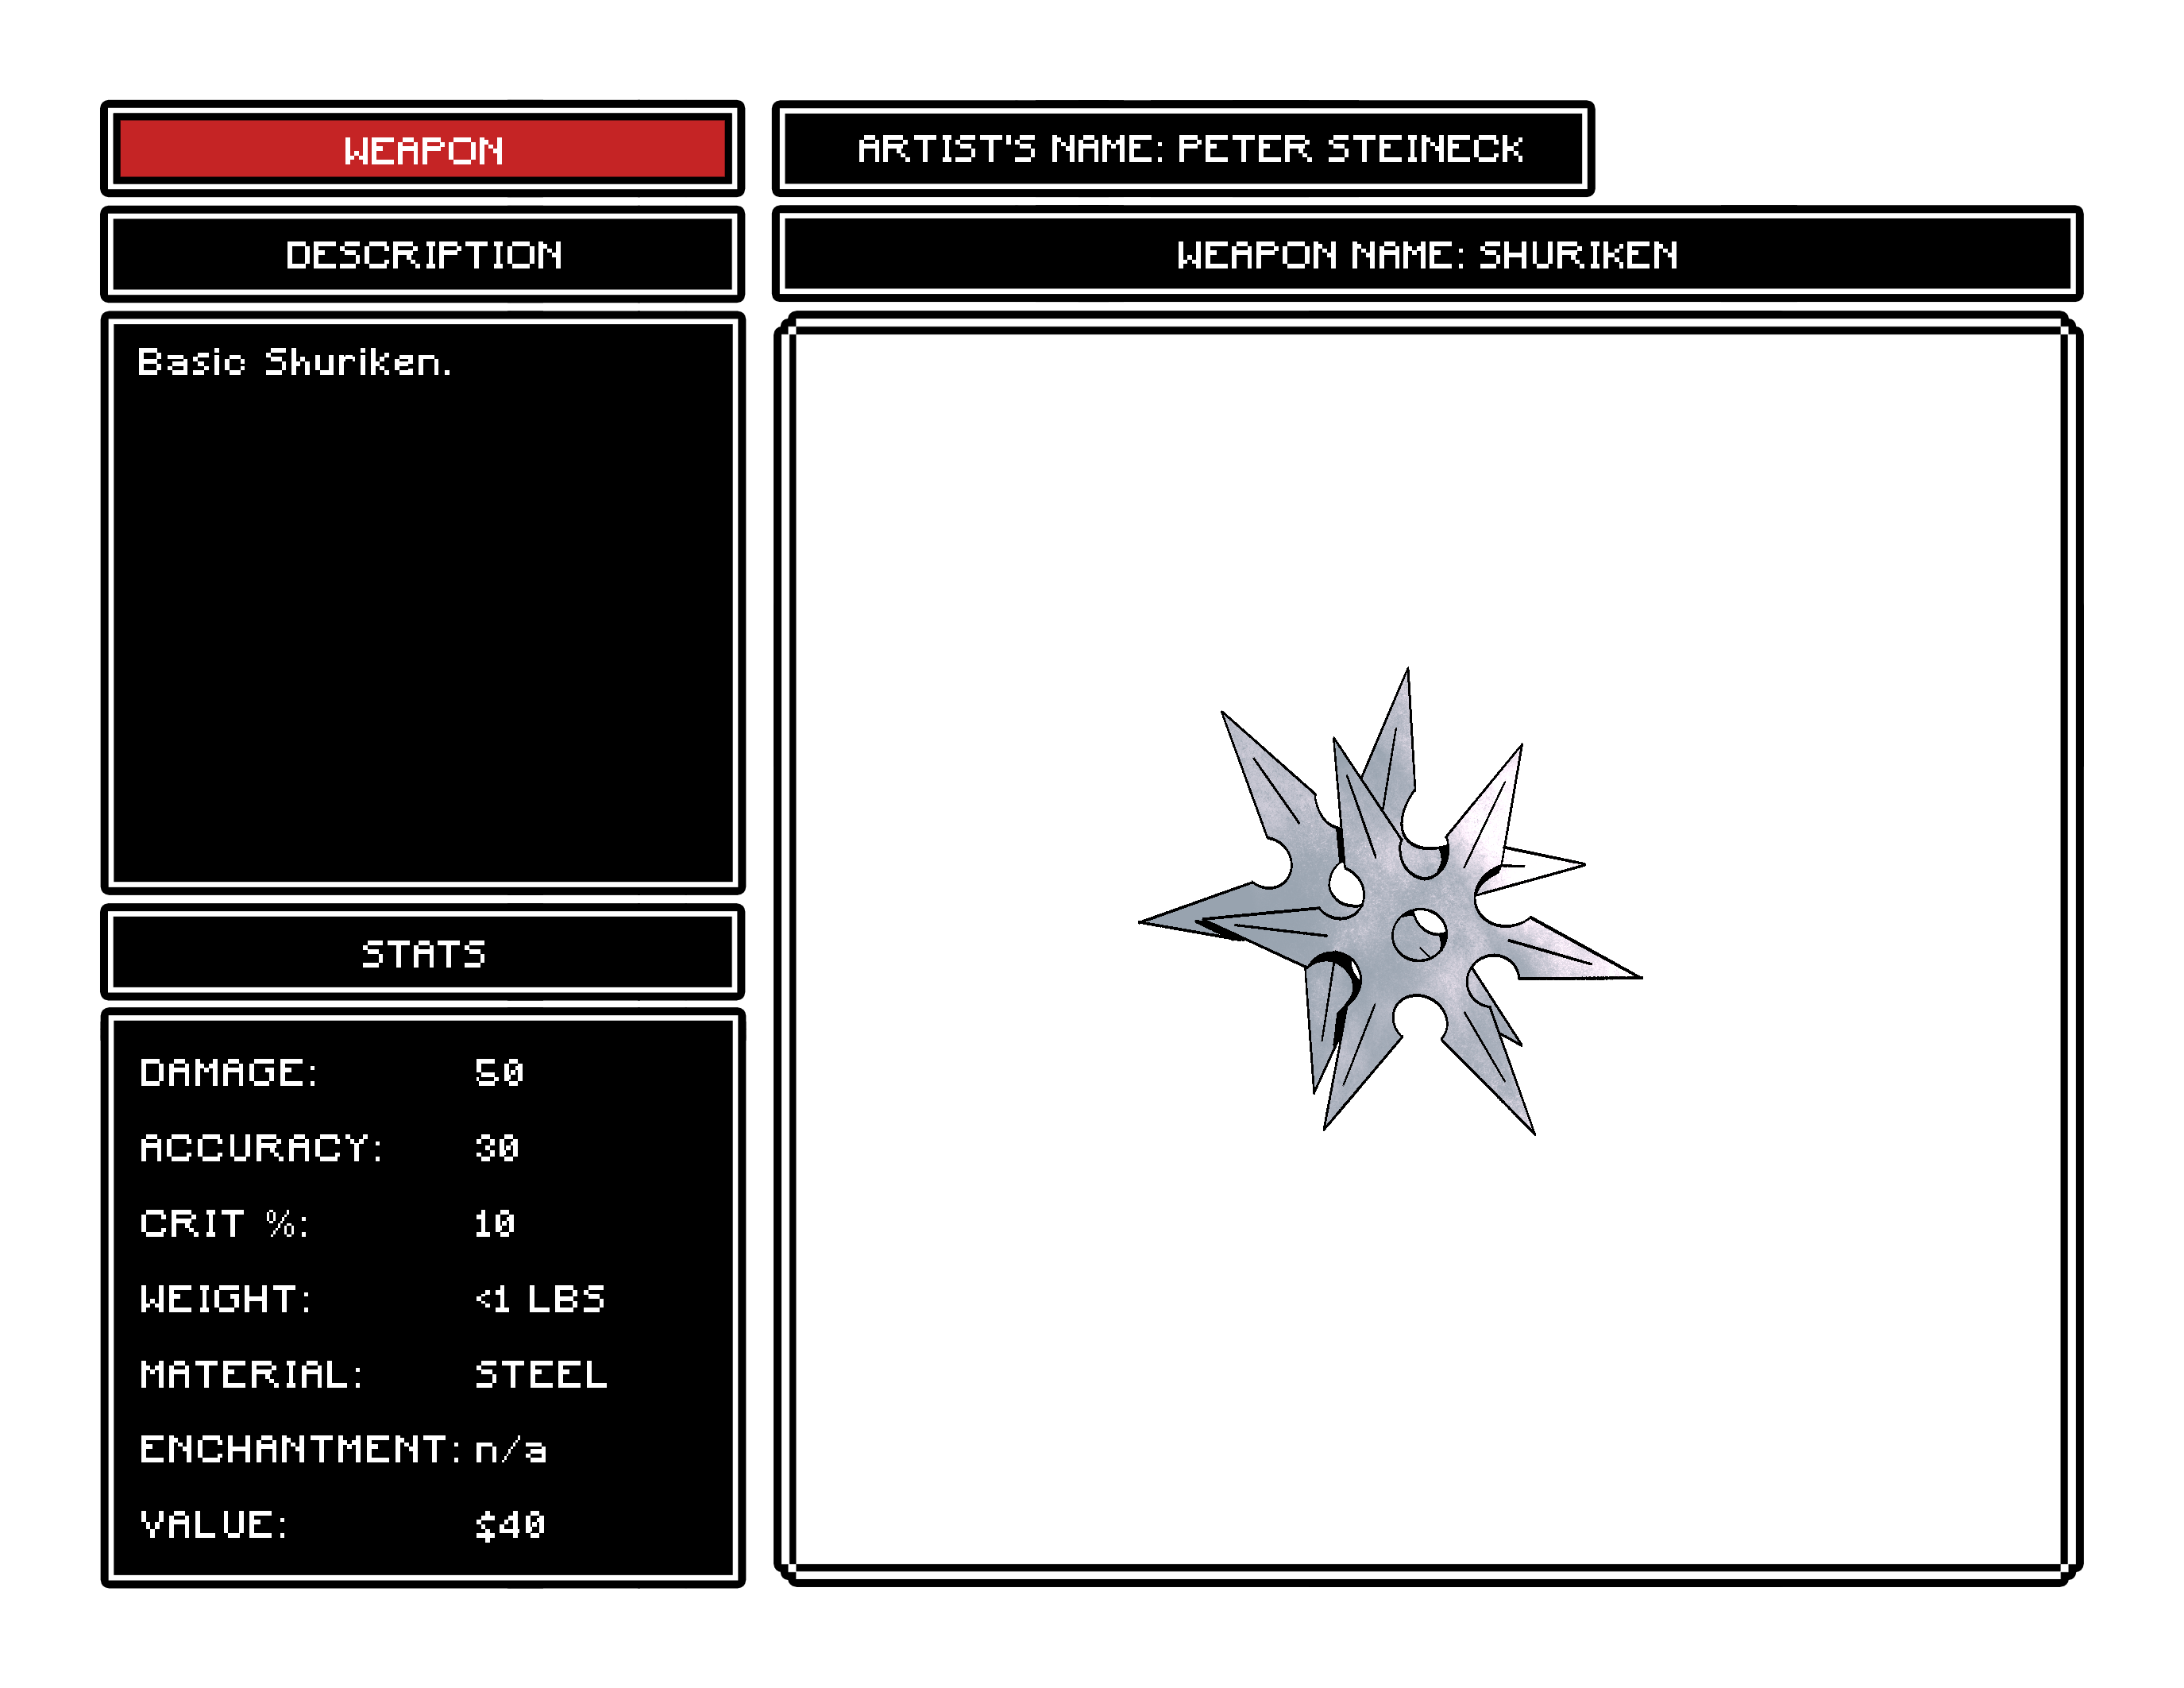 WEAPON
ARTIST'S NAME: PETER STEINECK
DESCRIPTION
WEAPON NAME: SHURIKEN
Basic Shuriken.
STATS
DAMAGE: 50
ACCURACY: 30
CRIT %: 10
WEIGHT: <1 LBS
MATERIAL: STEEL
ENCHANTMENT: n/a
VALUE: $40